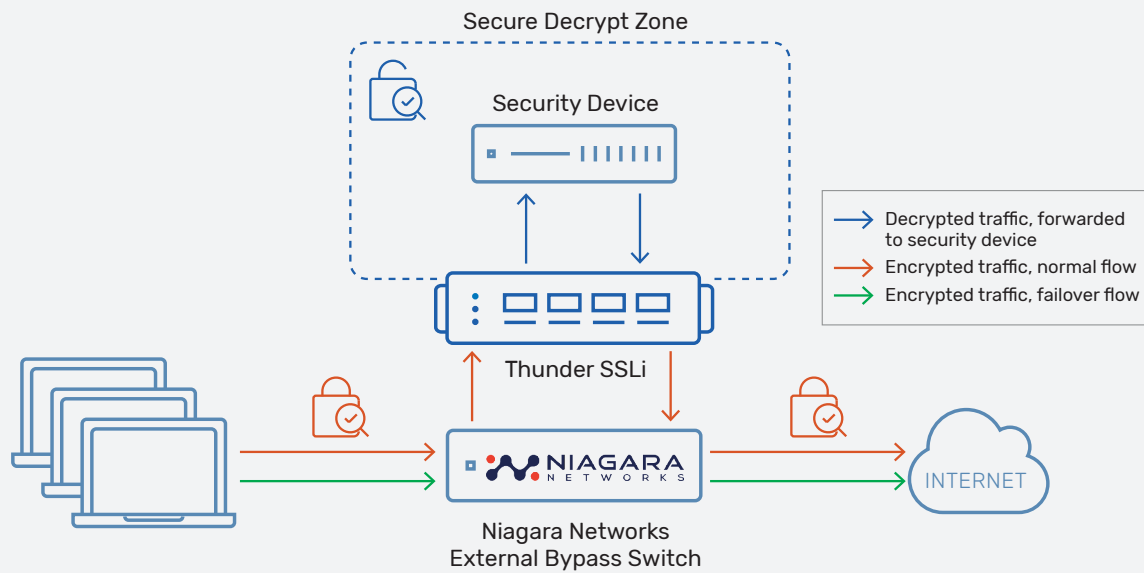 Secure Decrypt Zone
Security Device
Decrypted traffic, forwarded
to security device
Encrypted traffic, normal flow
Encrypted traffic, failover flow
Thunder SSLi
NIAGARA
NETWORKS
INTERNET
Niagara Networks
External Bypass Switch